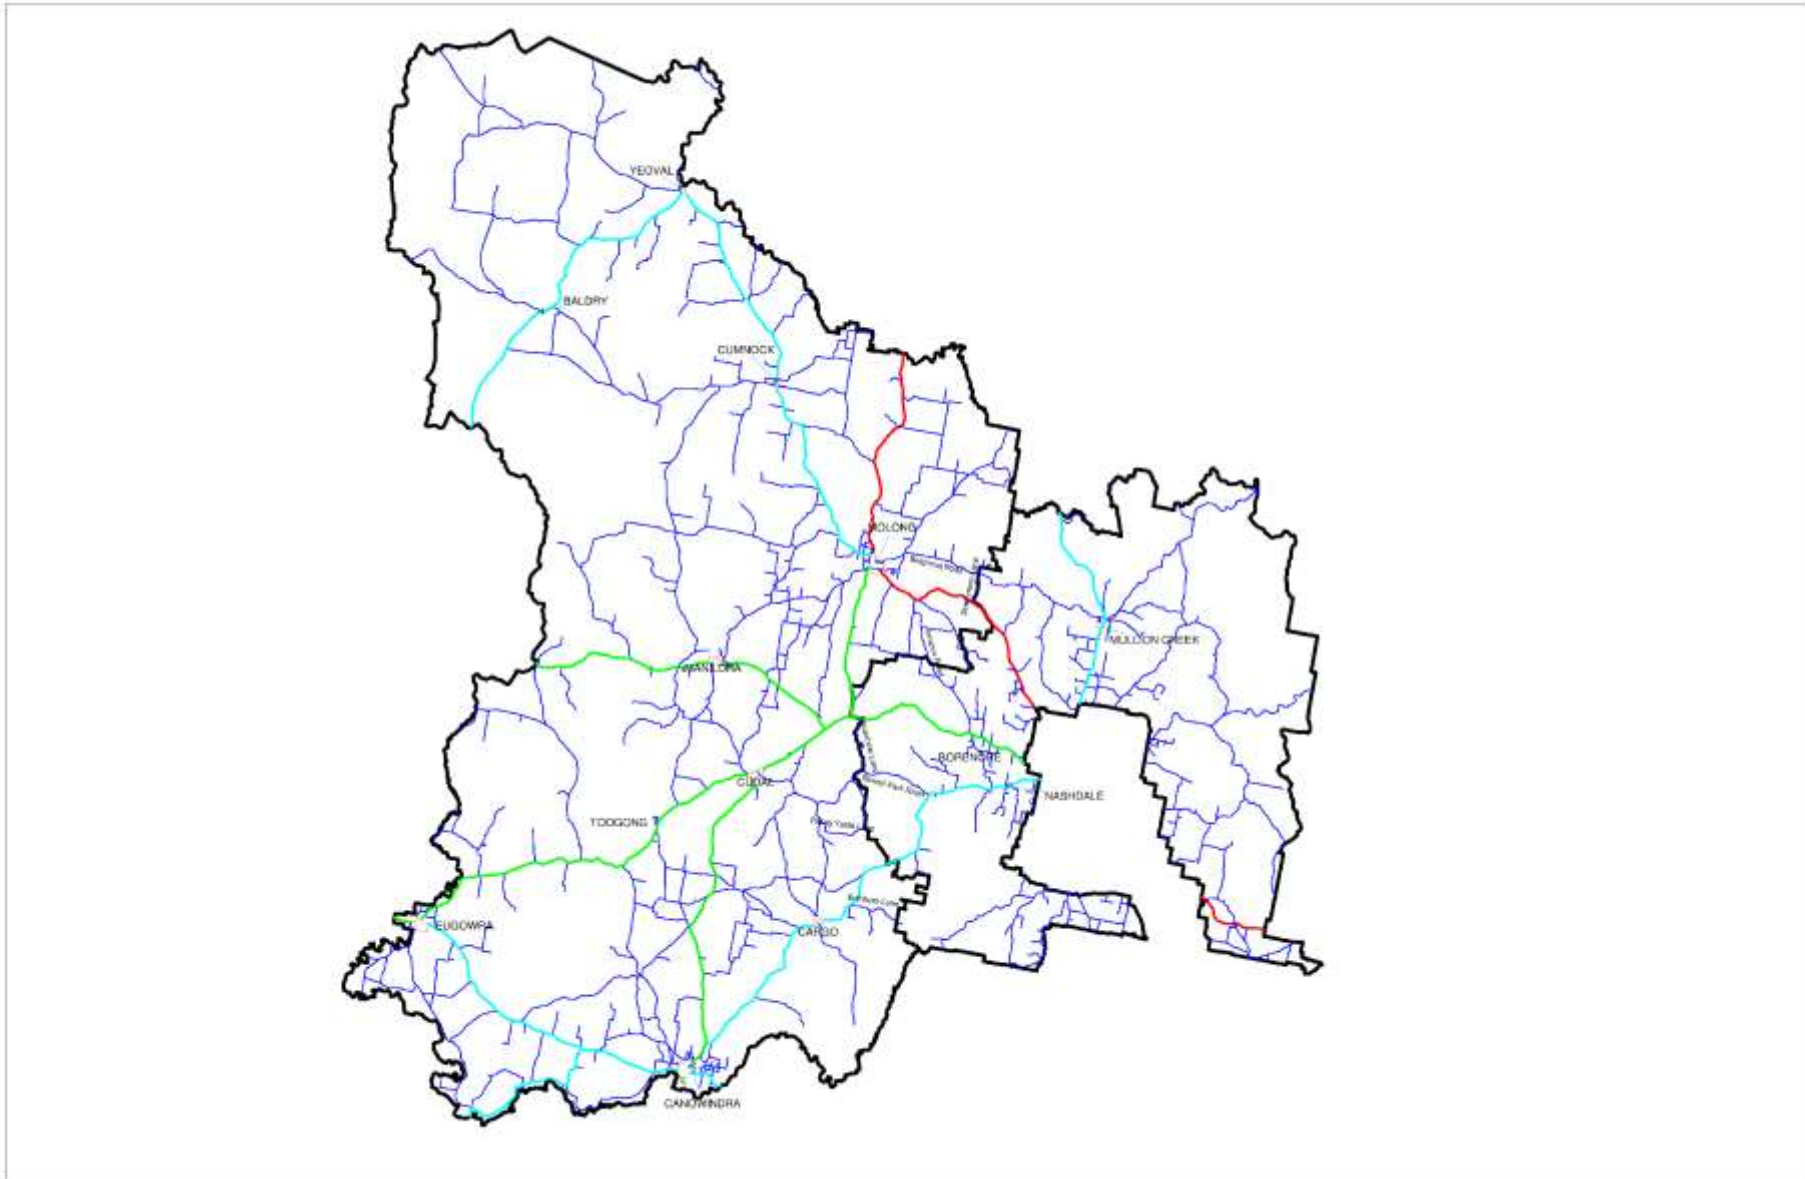 YEOVAL
BALDRY
CUMNOCK
MOLONG
MULLION CREEK
MANILDRA
BORENORE
CUDAL
NASHDALE
TOOGONG
EUGOWRA
CARGO
CANOWINDRA